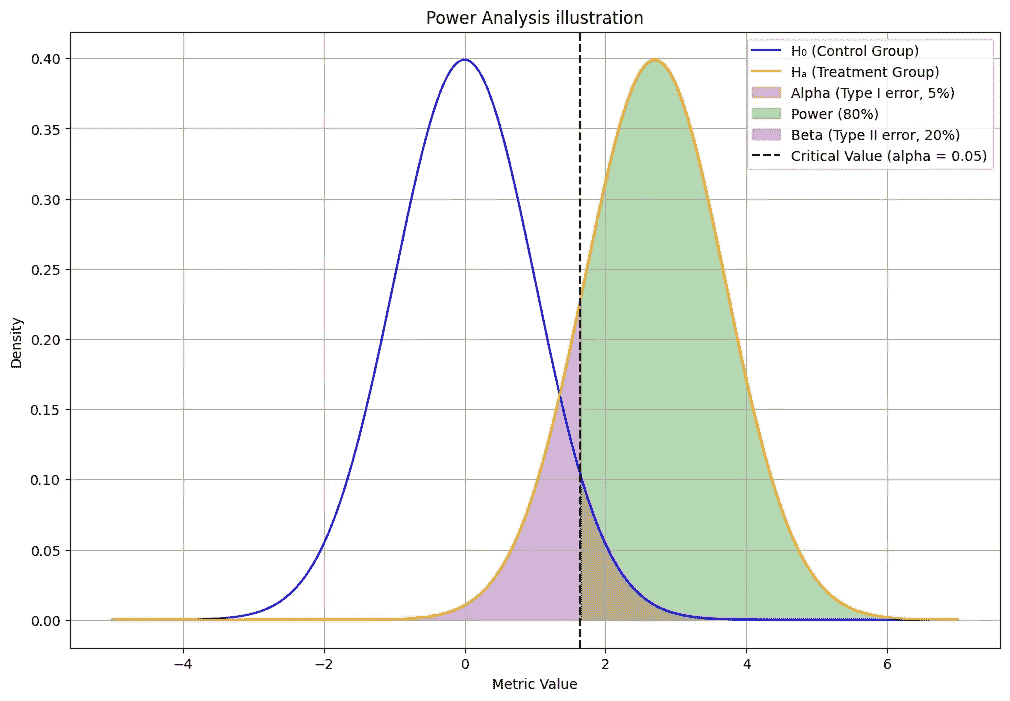 Power Analysis illustration
H₀ (Control Group)
Hₐ (Treatment Group)
Alpha (Type I error, 5%)
Power (80%)
Beta (Type II error, 20%)
Critical Value (alpha = 0.05)
0.40
0.35
0.30
0.25
0.20
0.15
0.10
0.05
0.00
Density
−4
−2
0
2
4
6
Metric Value